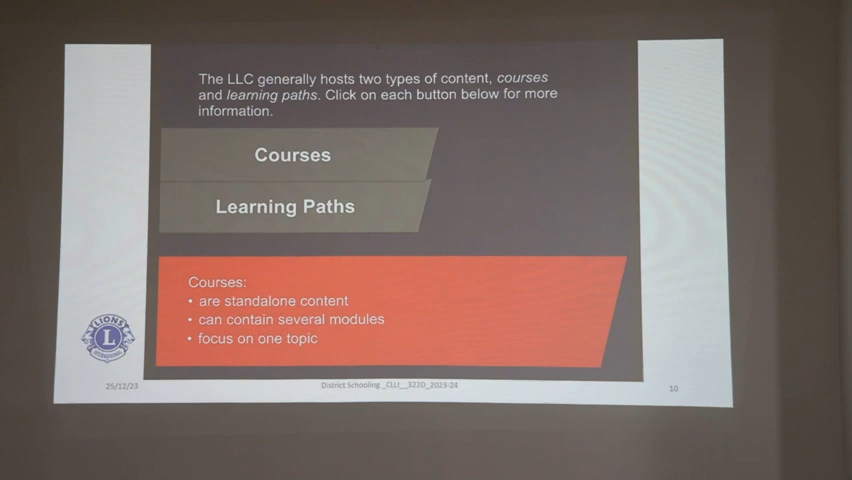 The LLC generally hosts two types of content, courses
and learning paths. Click on each button below for more
information.
Courses
Learning Paths
Courses:
• are standalone content
• can contain several modules
• focus on one topic
LIONS
L
INTERNATIONAL
25/12/23
District Schooling _CLLI__322D_2023-24
10